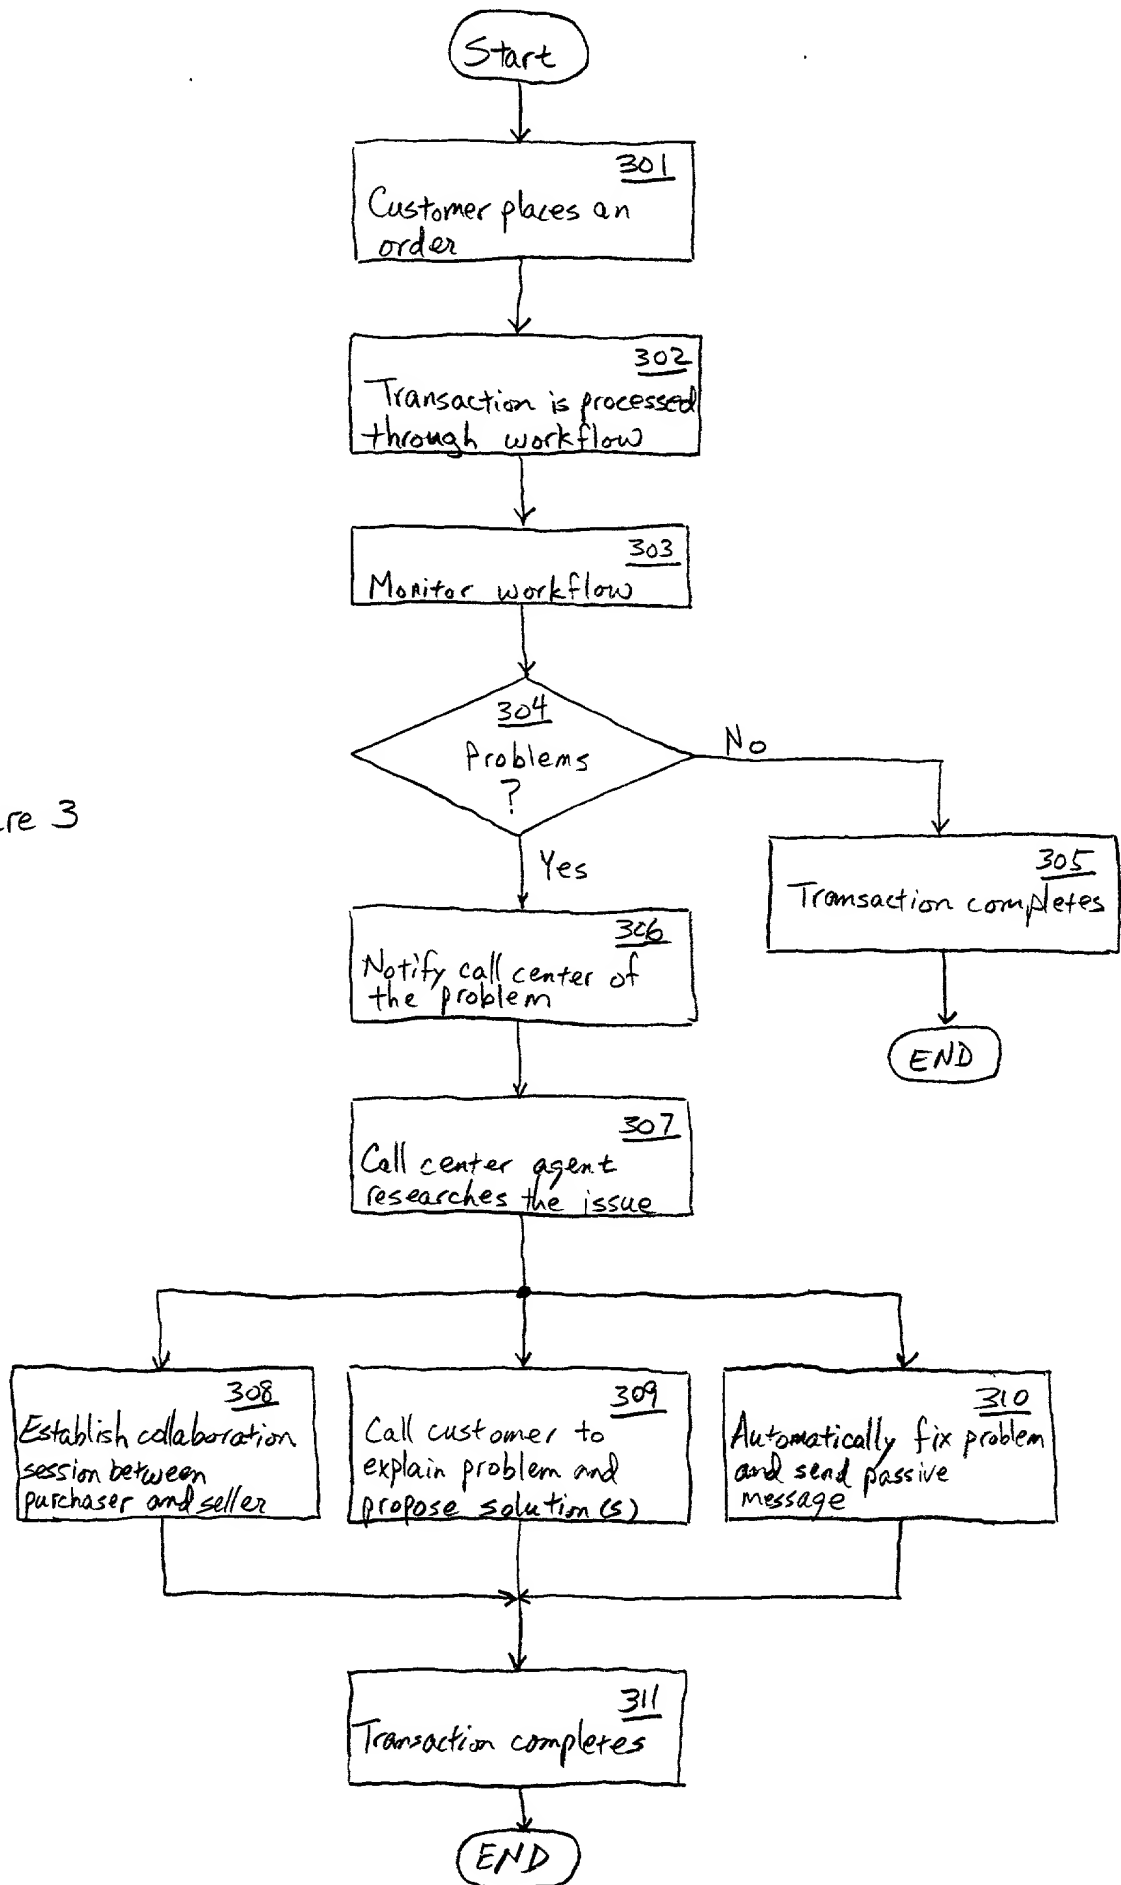 Start
301
Customer places an
order
302
Transaction is processed
through workflow
303
Monitor workflow
304
Problems
?
No
re 3
Yes
305
Transaction completes
306
Notify call center of
the problem
END
307
Call center agent
researches the issue
308
Establish collaboration
session between
purchaser and seller
309
Call customer to
explain problem and
propose solution(s)
310
Automatically fix problem
and send passive
message
311
Transaction completes
END